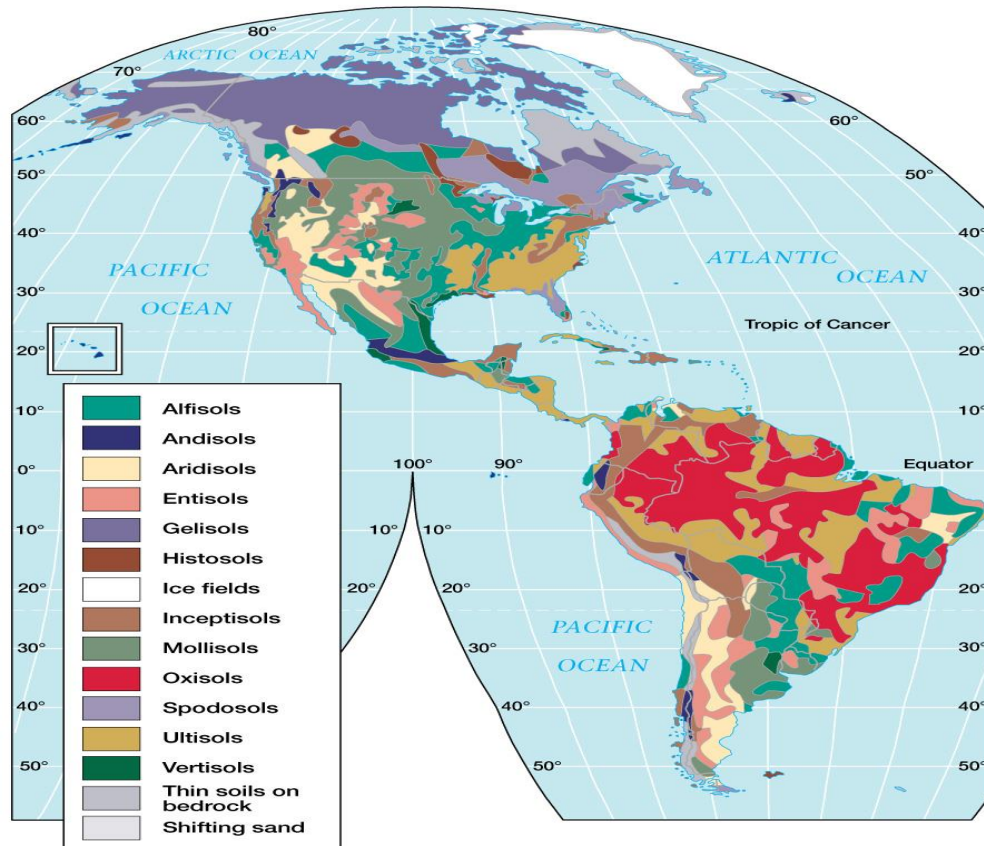 80°
ARCTIC OCEAN
70°
60°
60°
50°
50°
40°
40°
PACIFIC
OCEAN
ATLANTIC
OCEAN
30°
30°
Tropic of Cancer
20°
20°
10°
10°
0°
100°
90°
Equator
10°
10°
10°
10°
20°
20°
20°
20°
PACIFIC
OCEAN
30°
30°
30°
40°
40°
40°
50°
50°
50°
Alfisols
Andisols
Aridisols
Entisols
Gelisols
Histosols
Ice fields
Inceptisols
Mollisols
Oxisols
Spodosols
Ultisols
Vertisols
Thin soils on
bedrock
Shifting sand